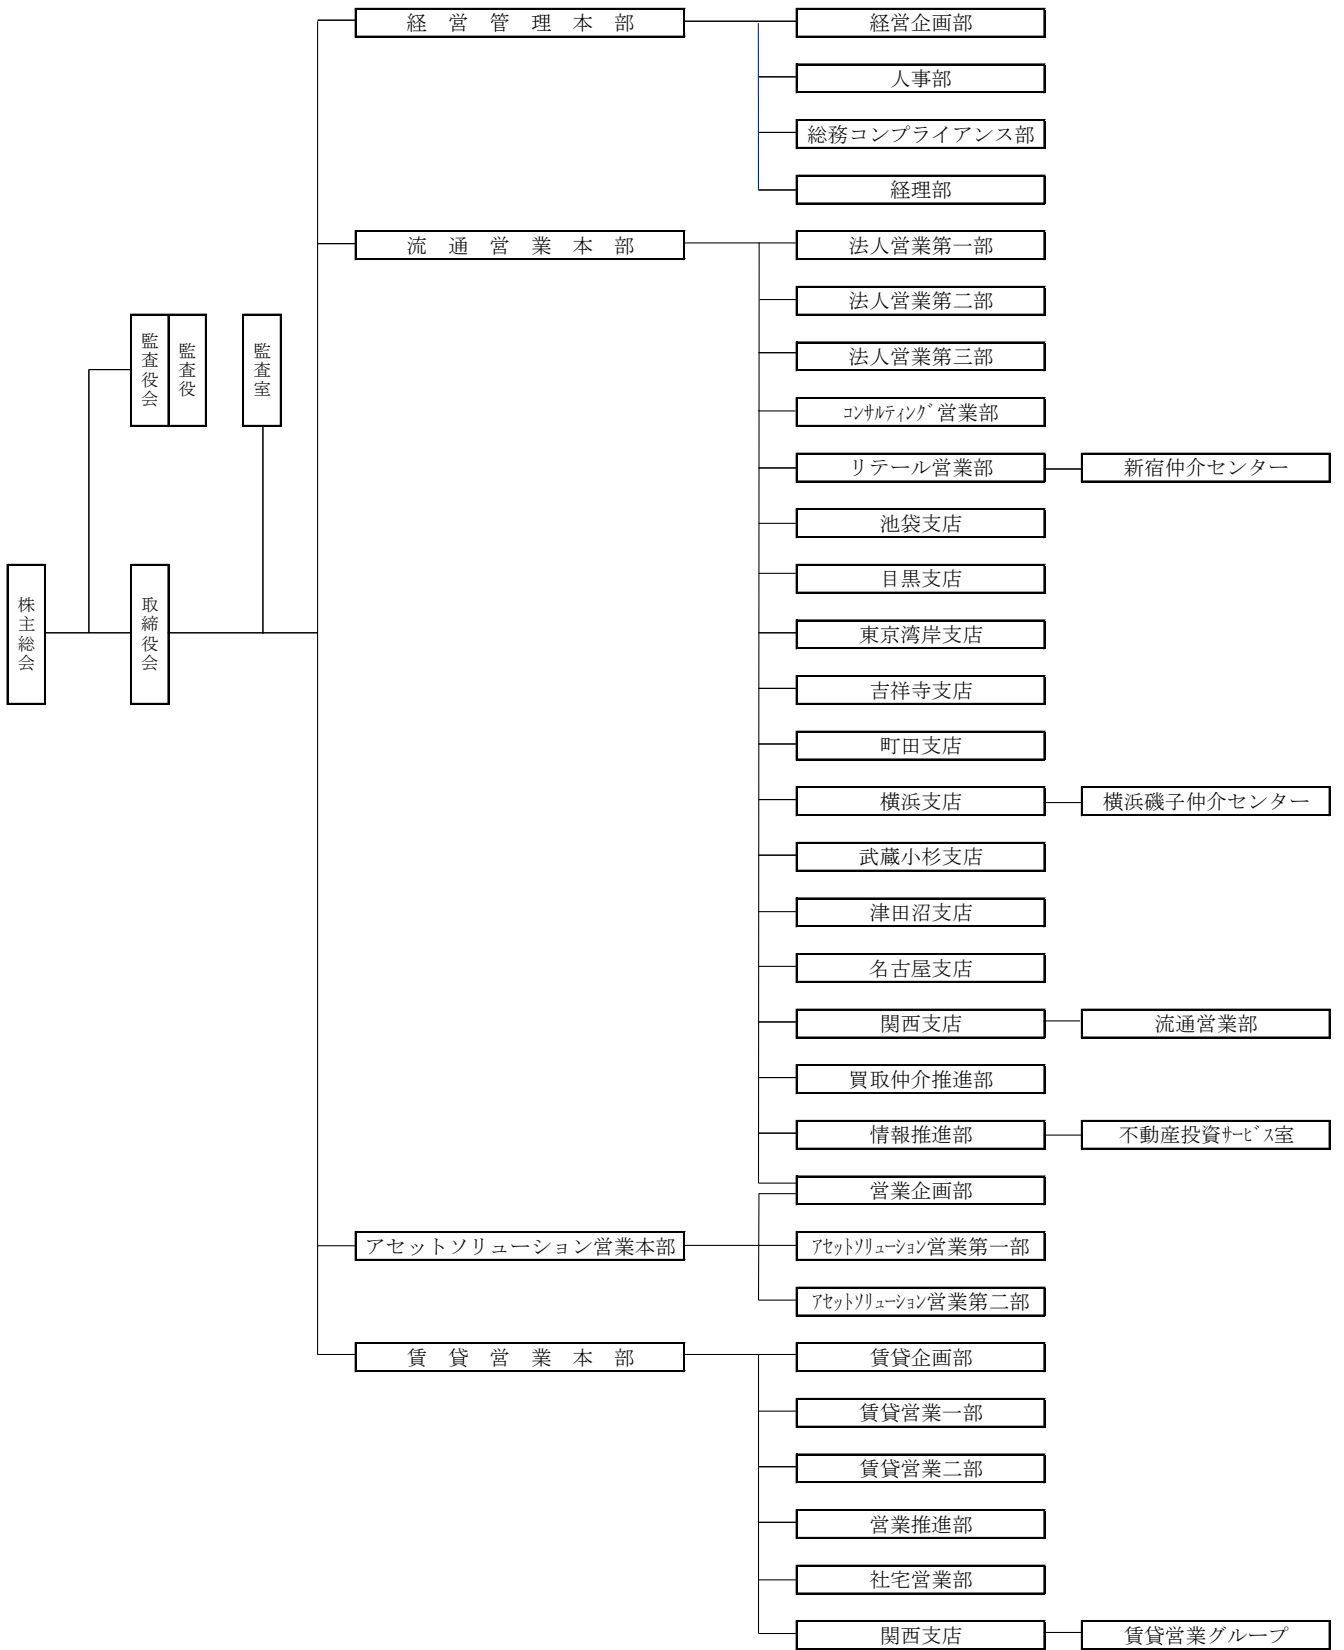 経営管理本部
経営企画部
人事部
総務コンプライアンス部
経理部
流通営業本部
法人営業第一部
法人営業第二部
監査役会
監査役
監査室
法人営業第三部
ｺﾝｻﾙﾃｨﾝｸﾞ営業部
リテール営業部
新宿仲介センター
池袋支店
目黒支店
株主総会
取締役会
東京湾岸支店
吉祥寺支店
町田支店
横浜支店
横浜磯子仲介センター
武蔵小杉支店
津田沼支店
名古屋支店
関西支店
流通営業部
買取仲介推進部
情報推進部
不動産投資ｻｰﾋﾞｽ室
営業企画部
アセットソリューション営業本部
ｱｾｯﾄｿﾘｭｰｼｮﾝ営業第一部
ｱｾｯﾄｿﾘｭｰｼｮﾝ営業第二部
賃貸営業本部
賃貸企画部
賃貸営業一部
賃貸営業二部
営業推進部
社宅営業部
関西支店
賃貸営業グループ